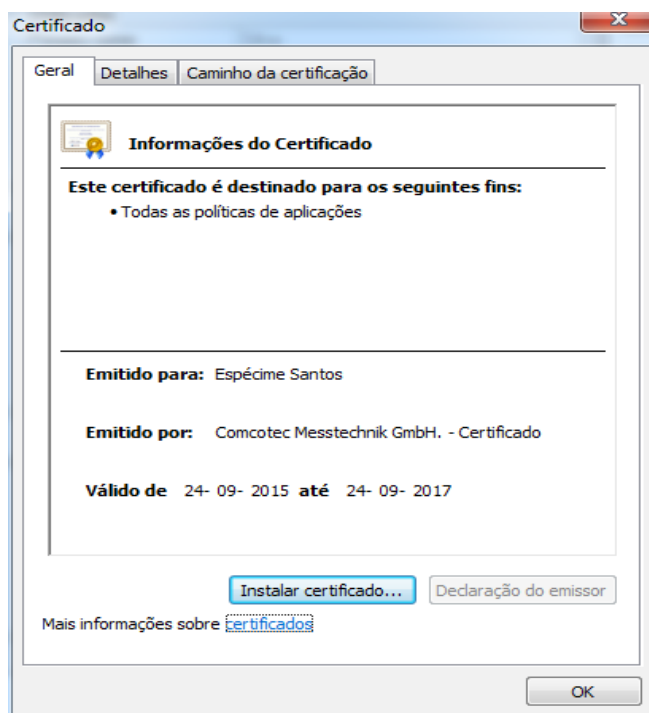 Certificado
Geral Detalhes Caminho da certificação
Informações do Certificado
Este certificado é destinado para os seguintes fins:
• Todas as políticas de aplicações
Emitido para: Espécime Santos
Emitido por: Comcotec Messtechnik GmbH. - Certificado
Válido de 24- 09- 2015 até 24- 09- 2017
Instalar certificado... Declaração do emissor
Mais informações sobre certificados
OK